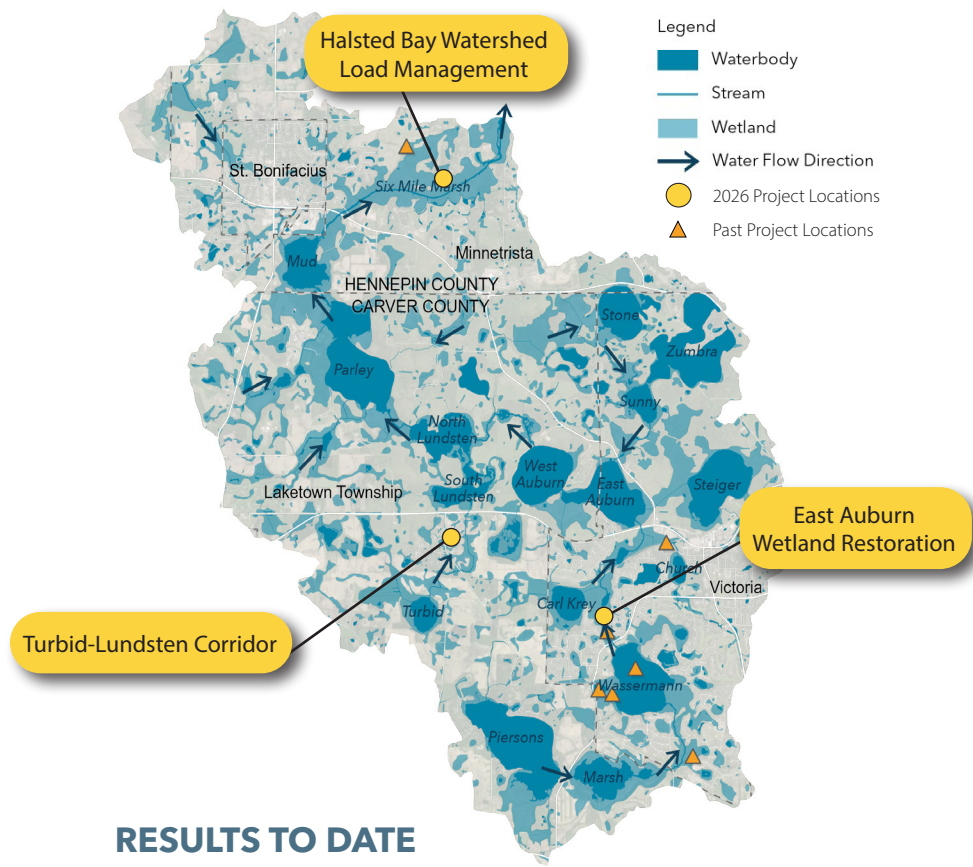 Halsted Bay Watershed
Load Management
Legend
Waterbody
Stream
Wetland
Water Flow Direction
2026 Project Locations
Past Project Locations
St. Bonifacius
Six Mile Marsh
Minnetrista
Mud
HENNEPIN COUNTY
CARVER COUNTY
Stone
Zumbra
Parley
Sunny
North
Lundsten
West
Auburn
East
Auburn
Steiger
South
Lundsten
Laketown Township
East Auburn
Wetland Restoration
Church
Victoria
Turbid
Carl Krey
Turbid-Lundsten Corridor
Wassermann
Piersons
Marsh
RESULTS TO DATE